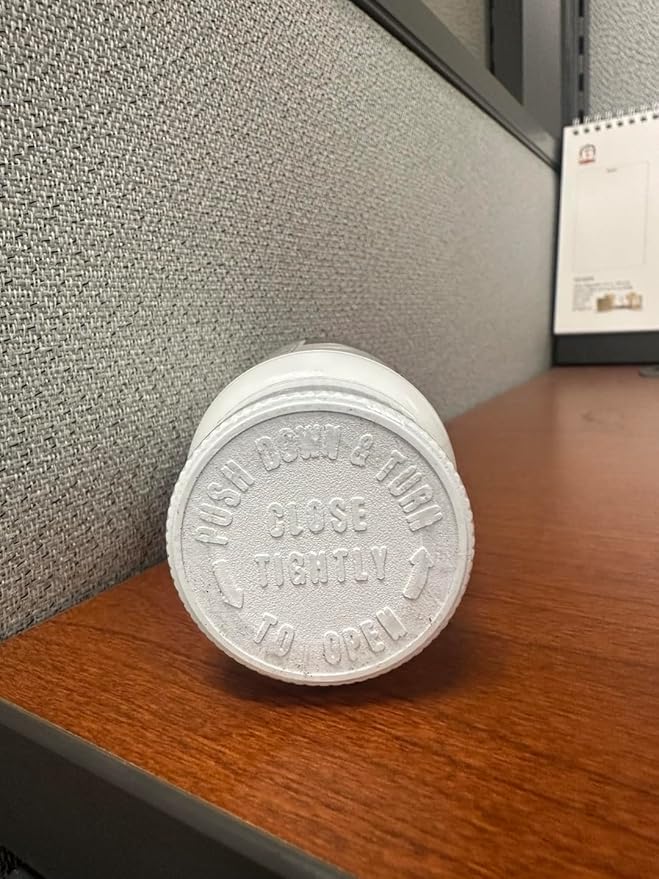 PUSH DOWN & TURN
CLOSE
TIGHTLY
TO OPEN